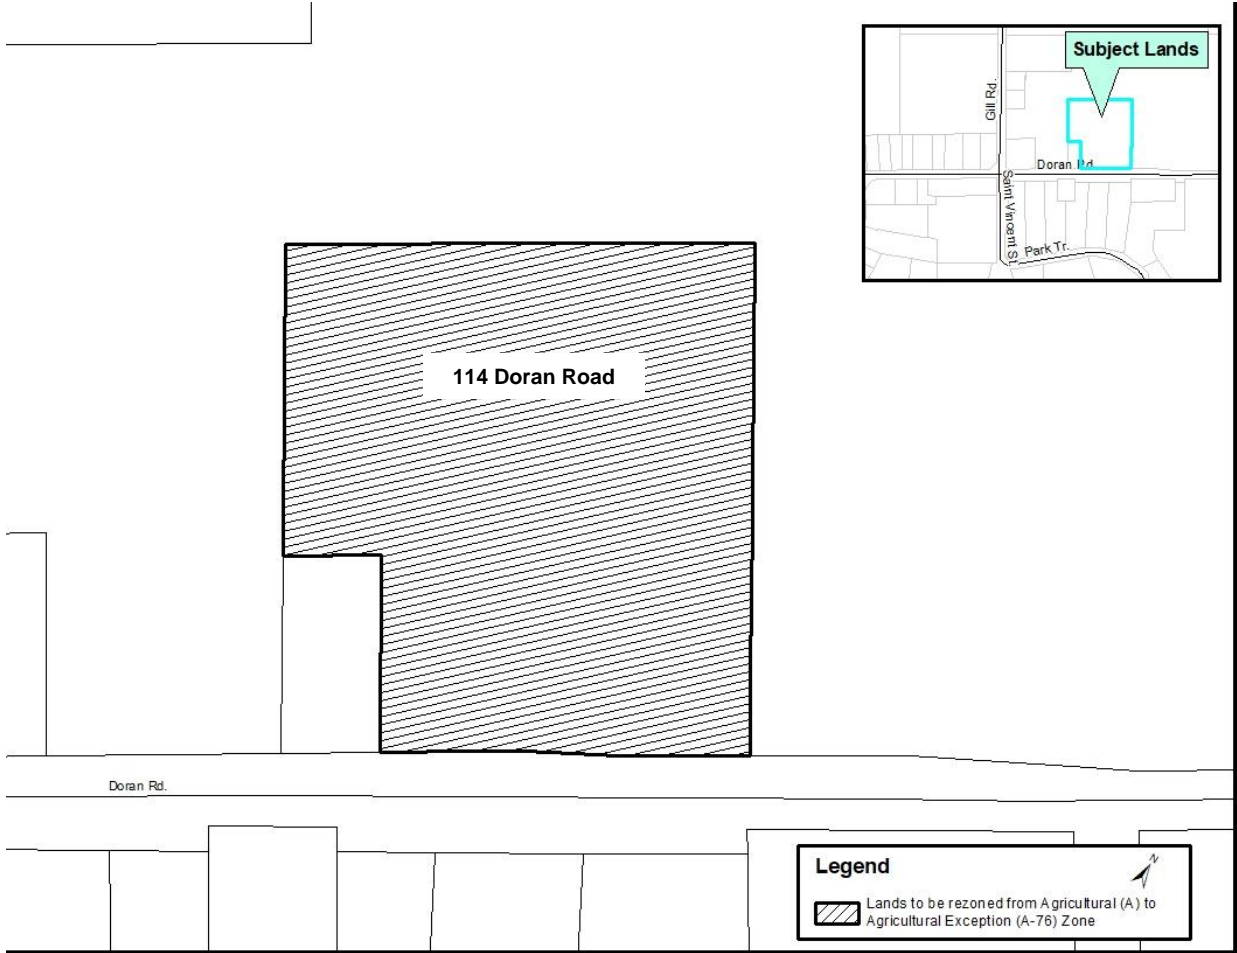 Subject Lands
Gill Rd.
Doran Rd.
Saint Vincent St.
Park Tr.
114 Doran Road
Doran Rd.
Legend
N
Lands to be rezoned from Agricultural (A) to
Agricultural Exception (A-76) Zone